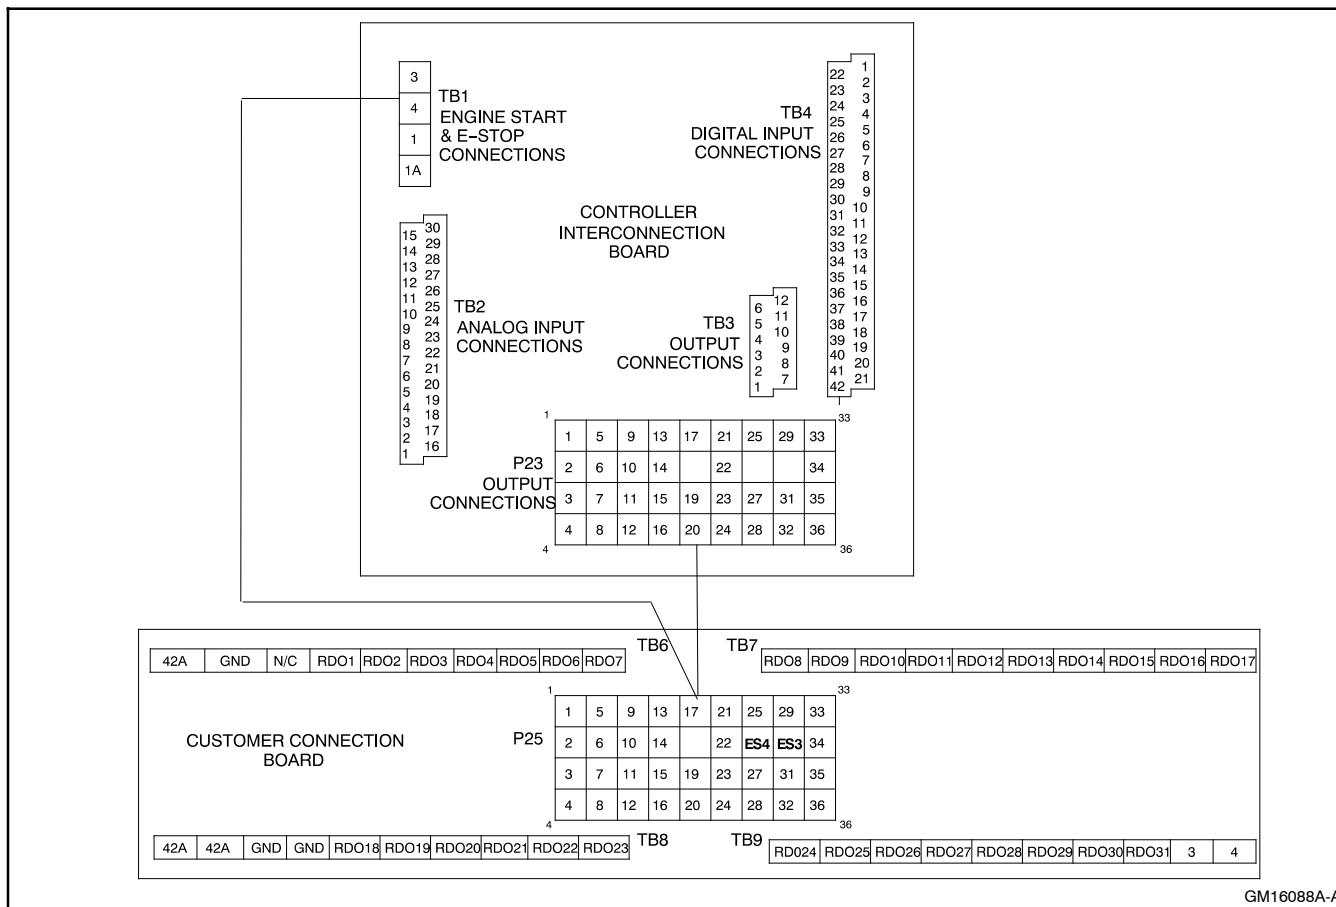 3
4
1
1A
TB1
ENGINE START
& E-STOP
CONNECTIONS
TB4
DIGITAL INPUT
CONNECTIONS
22 1
23 2
24 3
25 4
26 5
27 6
28 7
29 8
30 9
31 10
32 11
33 12
34 13
35 14
36 15
37 16
38 17
39 18
40 19
41 20
42 21
CONTROLLER
INTERCONNECTION
BOARD
15 30
14 29
13 28
12 27
11 26
10 25
9 24
8 23
7 22
6 21
5 20
4 19
3 18
2 17
1 16
TB2
ANALOG INPUT
CONNECTIONS
TB3
OUTPUT
CONNECTIONS
6 12
5 11
4 10
3 9
2 8
1 7
P23
OUTPUT
CONNECTIONS
1 33
1 5 9 13 17 21 25 29 33
2 6 10 14 22 34
3 7 11 15 19 23 27 31 35
4 8 12 16 20 24 28 32 36
4 36
TB6
42A GND N/C RDO1 RDO2 RDO3 RDO4 RDO5 RDO6 RDO7
TB7
RDO8 RDO9 RDO10 RDO11 RDO12 RDO13 RDO14 RDO15 RDO16 RDO17
CUSTOMER CONNECTION
BOARD
P25
1 33
1 5 9 13 17 21 25 29 33
2 6 10 14 22 ES4 ES3 34
3 7 11 15 19 23 27 31 35
4 8 12 16 20 24 28 32 36
4 36
TB8
42A 42A GND GND RDO18 RDO19 RDO20 RDO21 RDO22 RDO23
TB9
RD024 RDO25 RDO26 RDO27 RDO28 RDO29 RDO30 RDO31 3 4
GM16088A-A